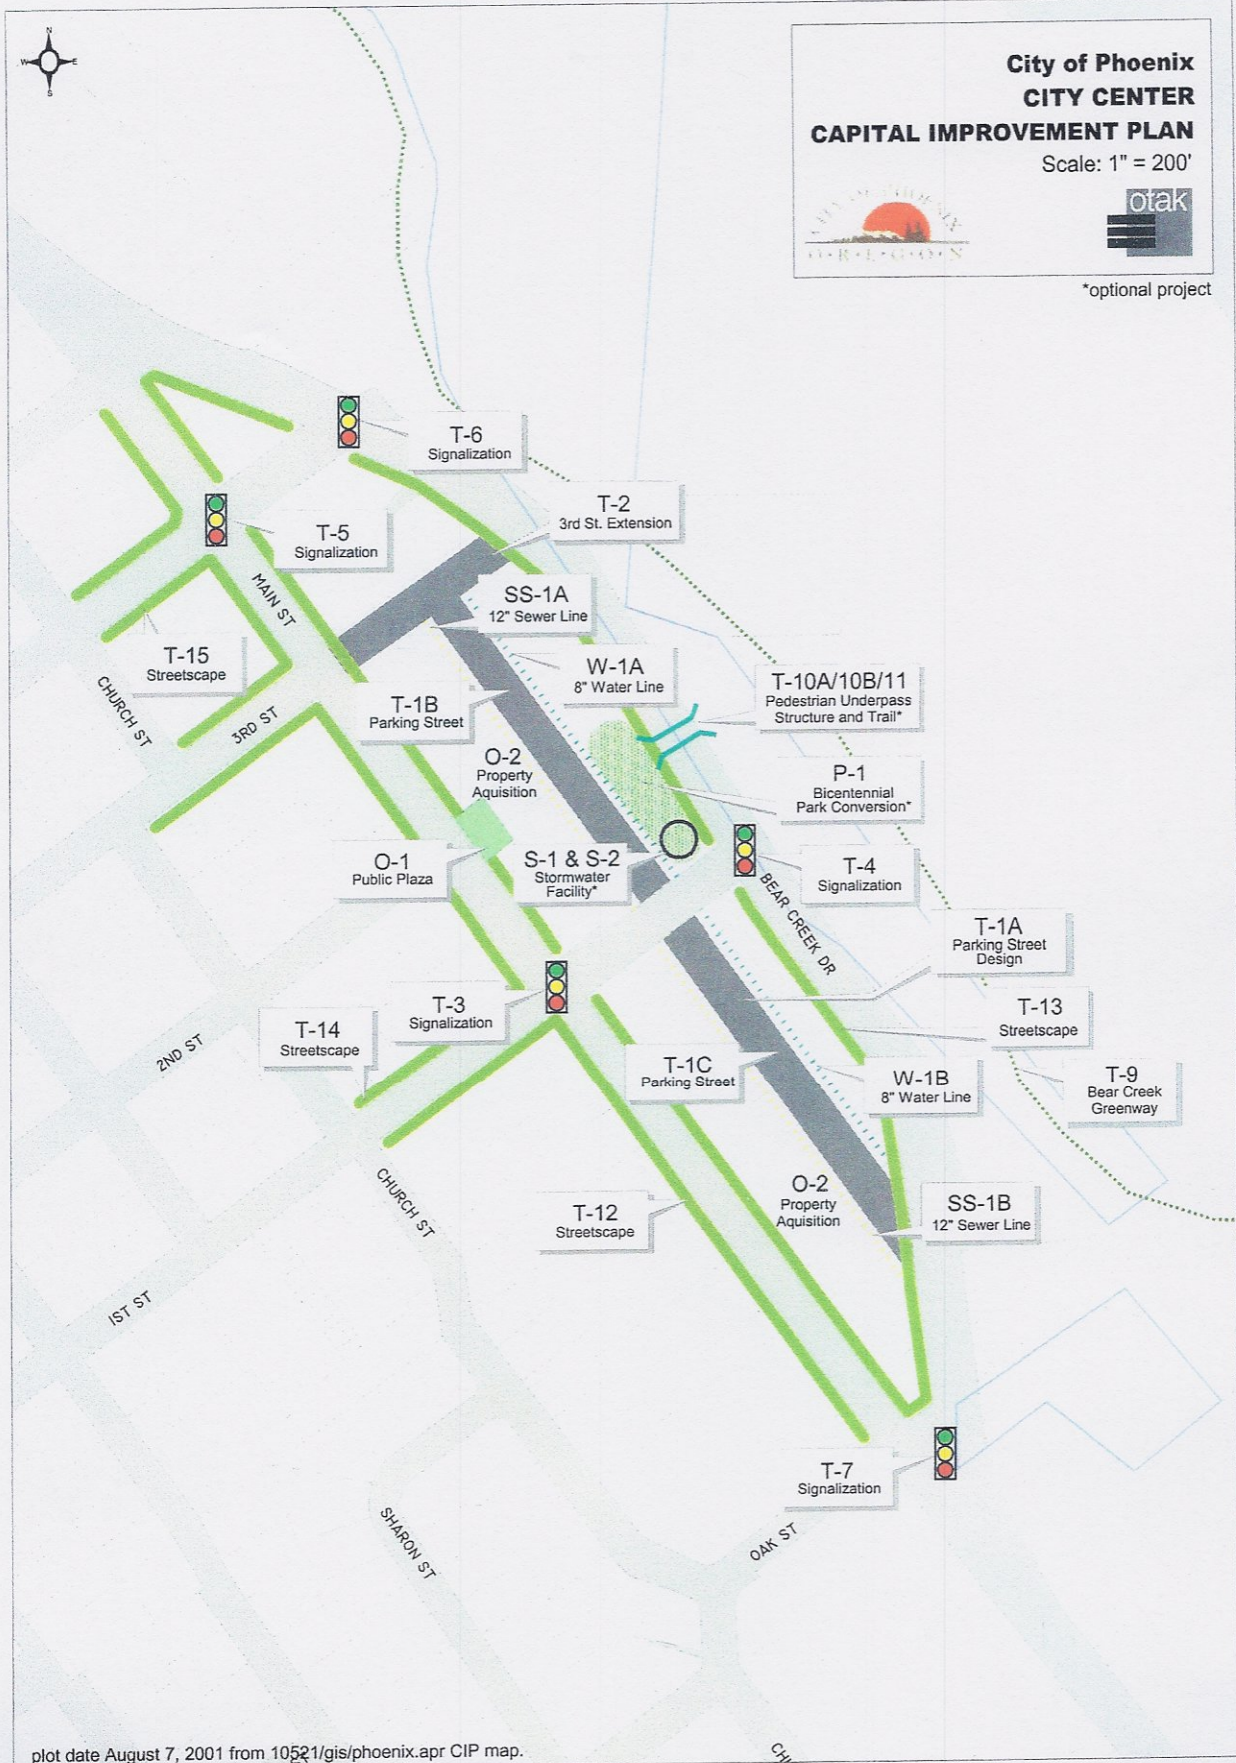 N
W E
S
City of Phoenix
CITY CENTER
CAPITAL IMPROVEMENT PLAN
Scale: 1" = 200'
CITY OF PHOENIX
O·R·E·G·O·N
otak
*optional project
T-6
Signalization
T-2
3rd St. Extension
T-5
Signalization
SS-1A
12" Sewer Line
MAIN ST
T-15
Streetscape
W-1A
8" Water Line
T-10A/10B/11
Pedestrian Underpass
Structure and Trail*
CHURCH ST
3RD ST
T-1B
Parking Street
O-2
Property
Aquisition
P-1
Bicentennial
Park Conversion*
O-1
Public Plaza
S-1 & S-2
Stormwater
Facility*
T-4
Signalization
BEAR CREEK DR
T-1A
Parking Street
Design
T-3
Signalization
T-13
Streetscape
T-14
Streetscape
2ND ST
T-1C
Parking Street
W-1B
8" Water Line
T-9
Bear Creek
Greenway
CHURCH ST
T-12
Streetscape
O-2
Property
Aquisition
SS-1B
12" Sewer Line
IST ST
T-7
Signalization
SHARON ST
OAK ST
plot date August 7, 2001 from 10521/gis/phoenix.apr CIP map.